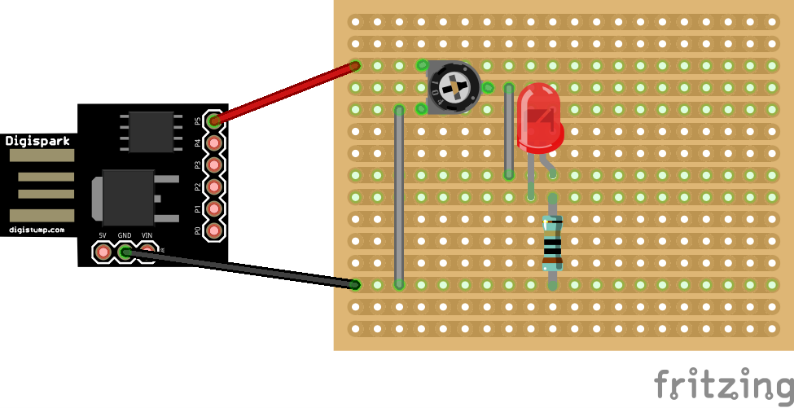 Digispark
digistump.com
P5
P4
P3
P2
P1
P0
5V GND VIN
fritzing